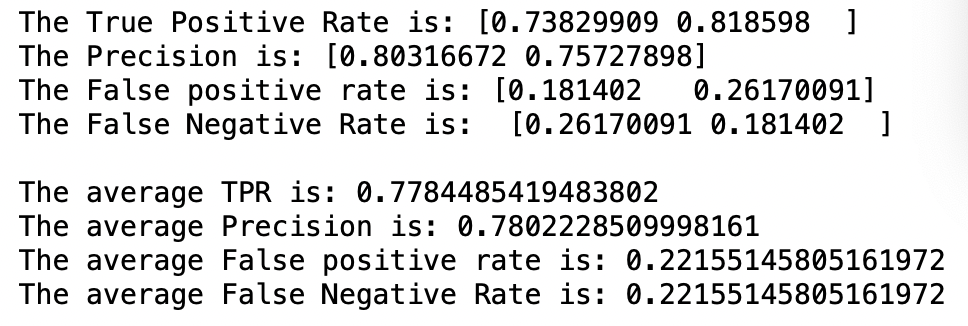 The True Positive Rate is: [0.73829909 0.818598  ]
The Precision is: [0.80316672 0.75727898]
The False positive rate is: [0.181402   0.26170091]
The False Negative Rate is:  [0.26170091 0.181402  ]
The average TPR is: 0.7784485419483802
The average Precision is: 0.7802228509998161
The average False positive rate is: 0.22155145805161972
The average False Negative Rate is: 0.22155145805161972